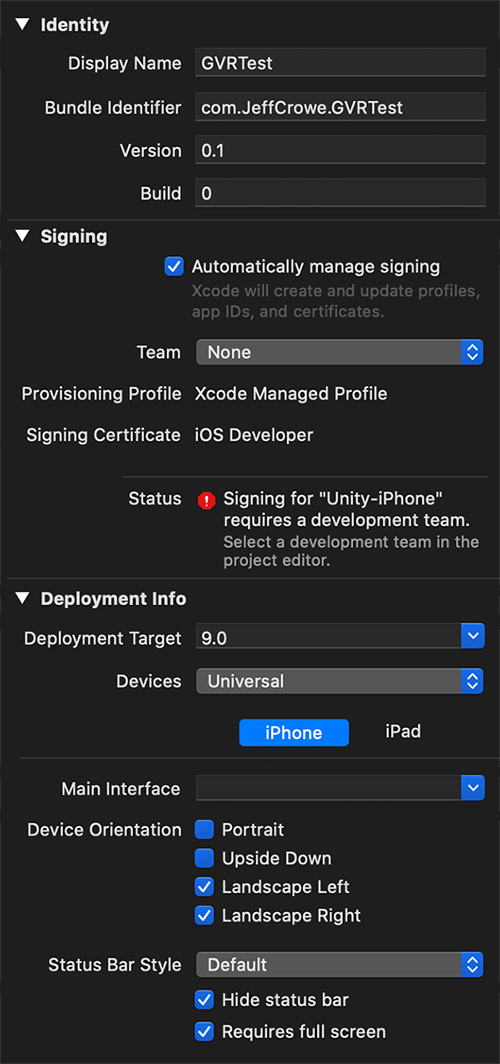 Identity
Display Name GVRTest
Bundle Identifier com.JeffCrowe.GVRTest
Version 0.1
Build 0
Signing
Automatically manage signing
Xcode will create and update profiles,
app IDs, and certificates.
Team None
Provisioning Profile Xcode Managed Profile
Signing Certificate iOS Developer
Status Signing for "Unity-iPhone"
requires a development team.
Select a development team in the
project editor.
Deployment Info
Deployment Target 9.0
Devices Universal
iPhone iPad
Main Interface
Device Orientation Portrait
Upside Down
Landscape Left
Landscape Right
Status Bar Style Default
Hide status bar
Requires full screen